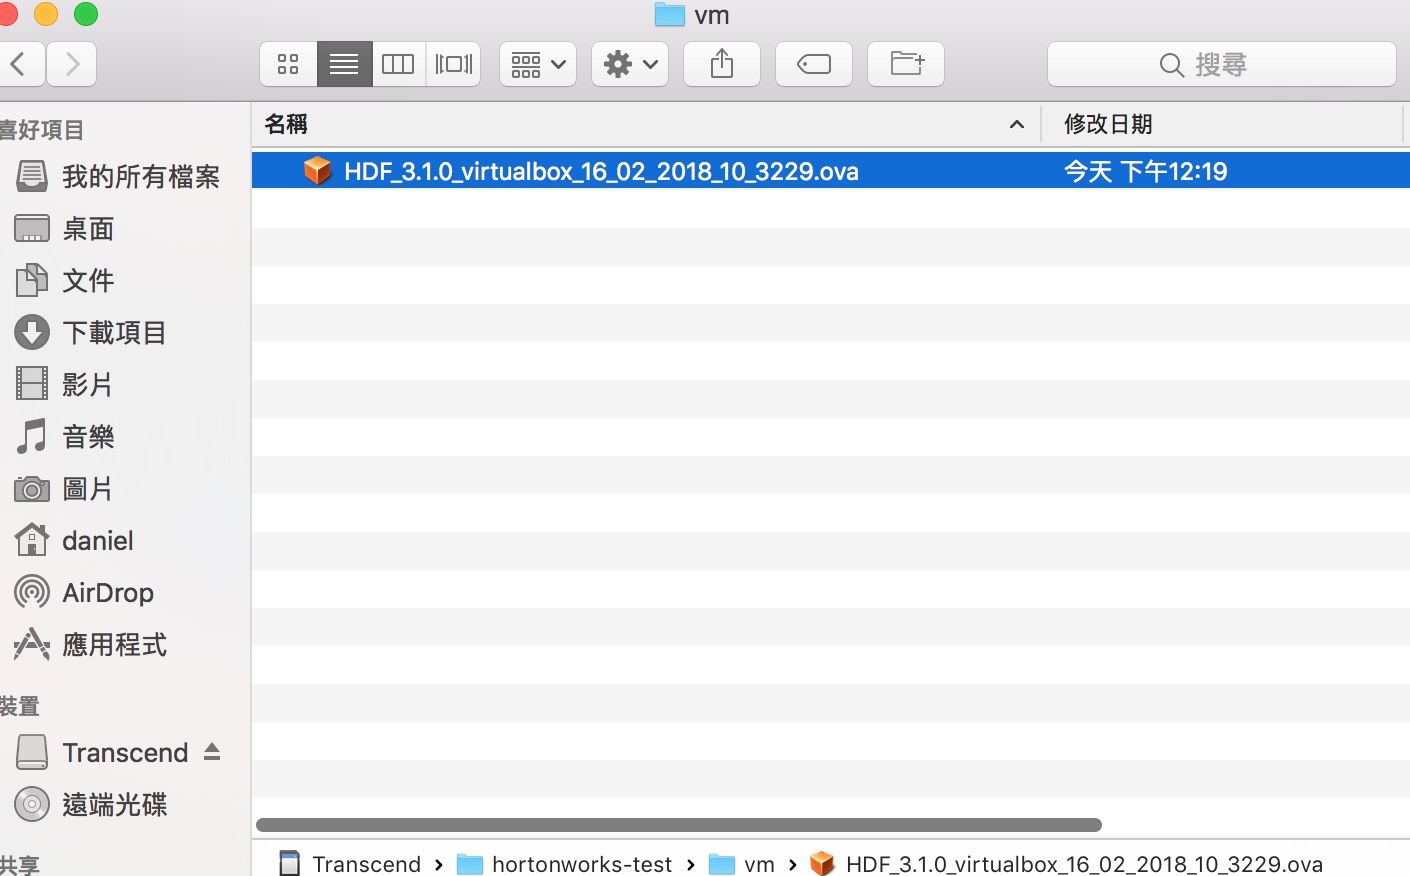 vm
搜尋
喜好項目
我的所有檔案
桌面
文件
下載項目
影片
音樂
圖片
daniel
AirDrop
應用程式
裝置
Transcend
遠端光碟
共享
名稱
修改日期
HDF_3.1.0_virtualbox_16_02_2018_10_3229.ova
今天 下午12:19
Transcend › hortonworks-test › vm › HDF_3.1.0_virtualbox_16_02_2018_10_3229.ova